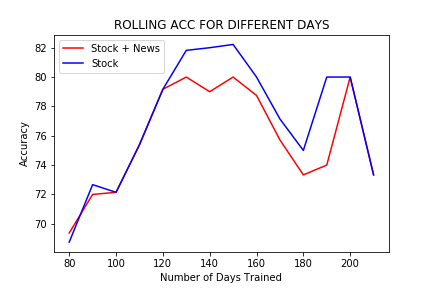 ROLLING ACC FOR DIFFERENT DAYS
Stock + News
Stock
82
80
78
76
74
72
70
Accuracy
80 100 120 140 160 180 200
Number of Days Trained